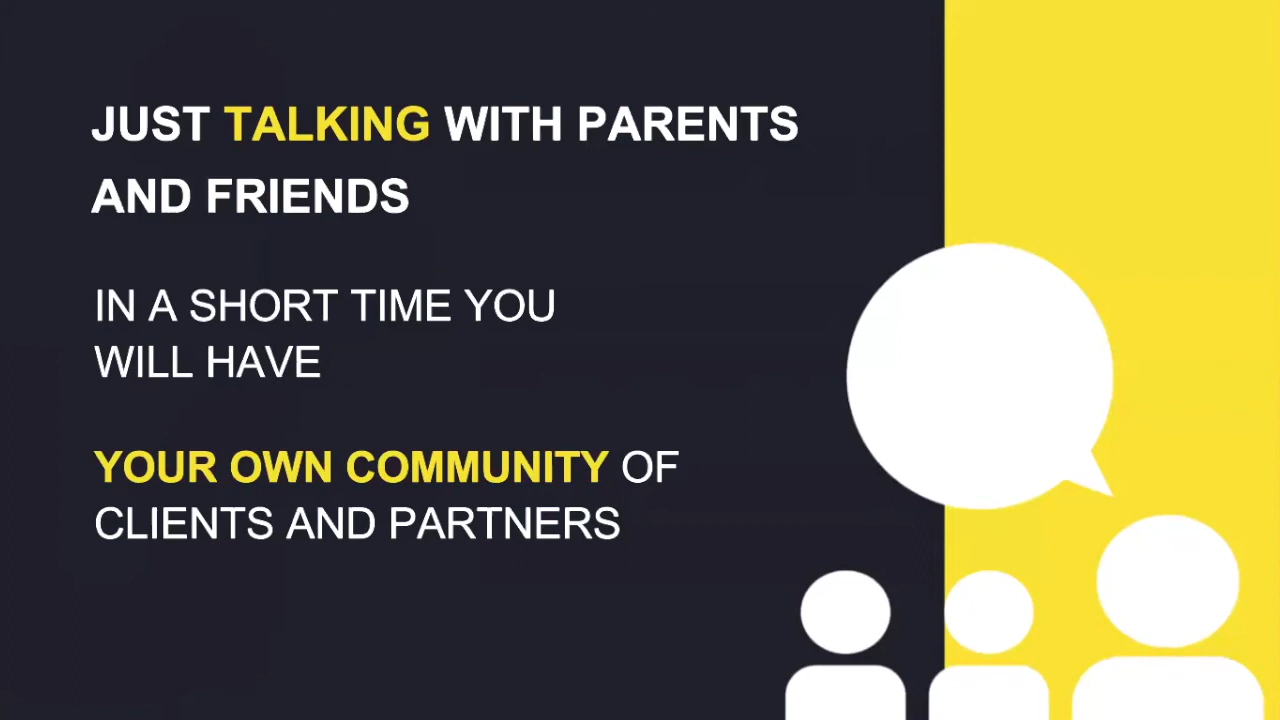 JUST TALKING WITH PARENTS
AND FRIENDS
IN A SHORT TIME YOU
WILL HAVE
YOUR OWN COMMUNITY OF
CLIENTS AND PARTNERS